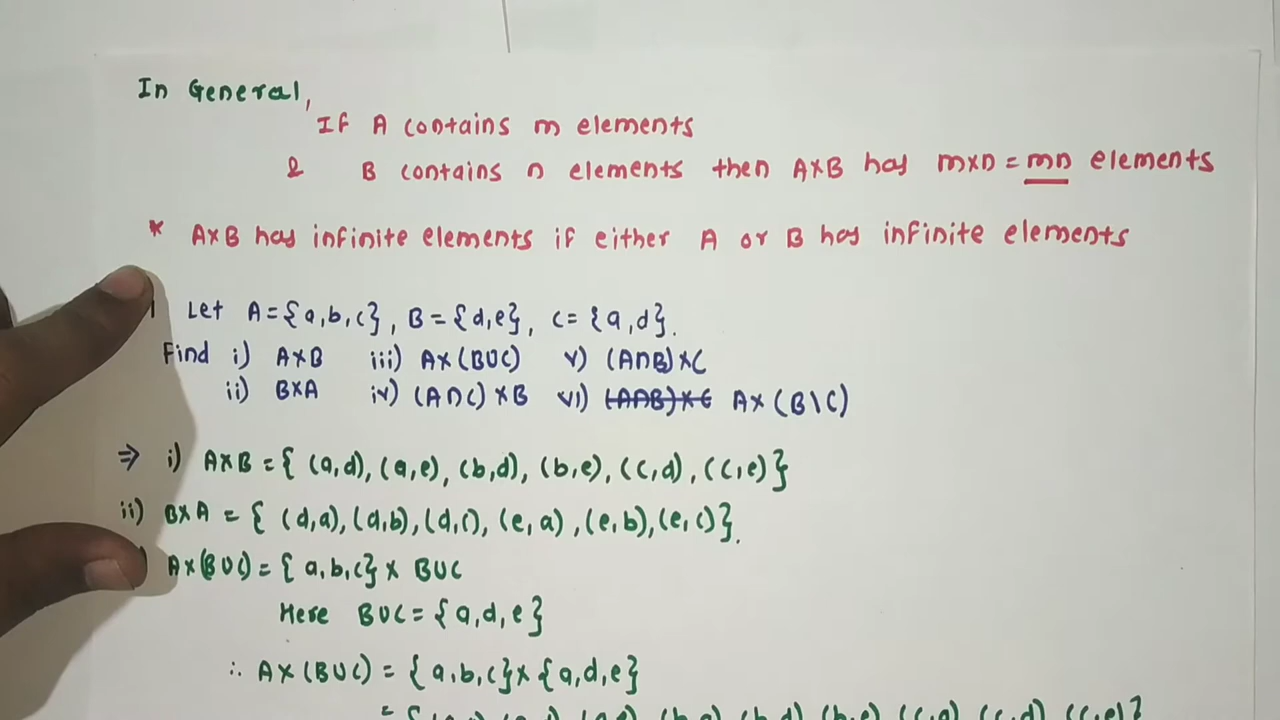 In General,
If A contains m elements
& B contains n elements then A×B has m×n = mn elements
* A×B has infinite elements if either A or B has infinite elements
Let A={a,b,c}, B={d,e}, C={a,d}.
Find i) A×B iii) A×(B∪C) v) (A∩B)×C
ii) B×A iv) (A∩C)×B vi) (A∩B)×C A×(B\C)
⇒ i) A×B = { (a,d), (a,e), (b,d), (b,e), (c,d), (c,e)}
ii) B×A = { (d,a), (d,b), (d,c), (e,a), (e,b), (e,c)}.
A×(B∪C) = { a,b,c} × B∪C
Here B∪C = {a,d,e}
∴ A×(B∪C) = {a,b,c}×{a,d,e}
= { (a,a) (a,d) (a,e) (b,a) (b,d) (b,e) (c,a) (c,d) (c,e)}